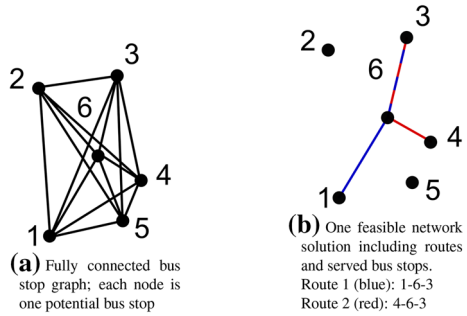 3
2
6
4
5
1
(a) Fully connected bus
stop graph; each node is
one potential bus stop
3
2
6
4
5
1
(b) One feasible network
solution including routes
and served bus stops.
Route 1 (blue): 1-6-3
Route 2 (red): 4-6-3